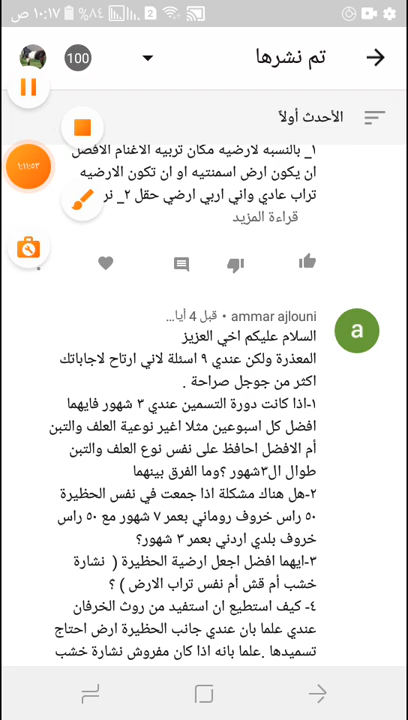 ١٠:١٧ ص
٨٤%
2
تم نشرها
100
الأحدث أولاً
١:١١:٥٣
١_ بالنسبه لارضيه مكان تربيه الاغنام الافضل
ان يكون ارض اسمنتيه او ان تكون الارضيه
تراب عادي واني اربي ارضي حقل ٢_ نر
قراءة المزيد
ammar ajlouni • قبل 4 أيا...
a
السلام عليكم اخي العزيز
المعذرة ولكن عندي ٩ اسئلة لاني ارتاح لاجاباتك
اكثر من جوجل صراحة .
١-اذا كانت دورة التسمين عندي ٣ شهور فايهما
افضل كل اسبوعين مثلا اغير نوعية العلف والتبن
أم الافضل احافظ على نفس نوع العلف والتبن
طوال ال٣شهور ؟وما الفرق بينهما
٢-هل هناك مشكلة اذا جمعت في نفس الحظيرة
٥٠ راس خروف روماني بعمر ٧ شهور مع ٥٠ راس
خروف بلدي اردني بعمر ٣ شهور؟
٣-ايهما افضل اجعل ارضية الحظيرة ( نشارة
خشب أم قش أم نفس تراب الارض ) ؟
٤- كيف استطيع ان استفيد من روث الخرفان
عندي علما بان عندي جانب الحظيرة ارض احتاج
تسميدها .علما بانه اذا كان مفروش نشارة خشب